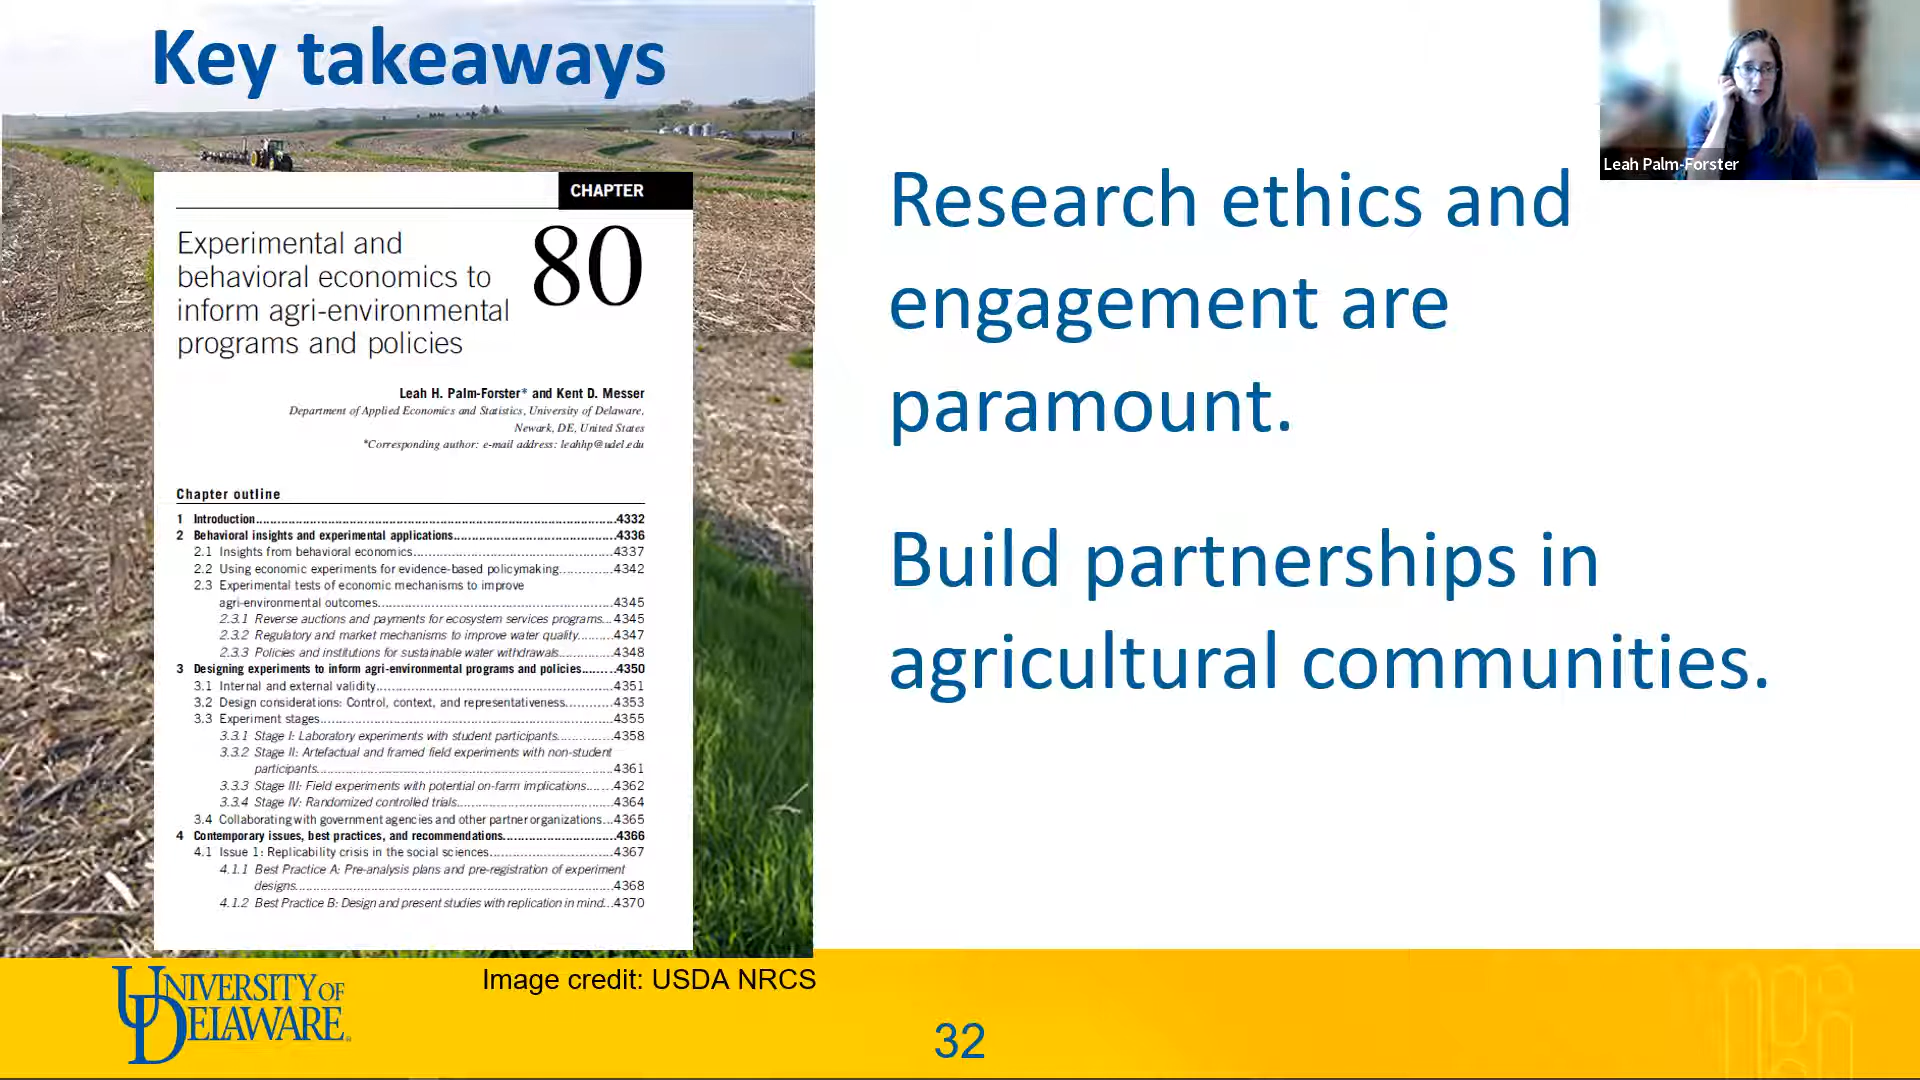 Key takeaways
CHAPTER
80
Experimental and
behavioral economics to
inform agri-environmental
programs and policies
Leah H. Palm-Forster* and Kent D. Messer
Department of Applied Economics and Statistics, University of Delaware,
Newark, DE, United States
*Corresponding author: e-mail address: leahhp@udel.edu
Chapter outline
1 Introduction....................4332
2 Behavioral insights and experimental applications....................4336
2.1 Insights from behavioral economics....................4337
2.2 Using economic experiments for evidence-based policymaking..............4342
2.3 Experimental tests of economic mechanisms to improve
agri-environmental outcomes....................4345
2.3.1 Reverse auctions and payments for ecosystem services programs...4345
2.3.2 Regulatory and market mechanisms to improve water quality.........4347
2.3.3 Policies and institutions for sustainable water withdrawals...........4348
3 Designing experiments to inform agri-environmental programs and policies.........4350
3.1 Internal and external validity....................4351
3.2 Design considerations: Control, context, and representativeness............4353
3.3 Experiment stages....................4355
3.3.1 Stage I: Laboratory experiments with student participants..............4358
3.3.2 Stage II: Artefactual and framed field experiments with non-student
participants....................4361
3.3.3 Stage III: Field experiments with potential on-farm implications.......4362
3.3.4 Stage IV: Randomized controlled trials....................4364
3.4 Collaborating with government agencies and other partner organizations...4365
4 Contemporary issues, best practices, and recommendations....................4366
4.1 Issue 1: Replicability crisis in the social sciences....................4367
4.1.1 Best Practice A: Pre-analysis plans and pre-registration of experiment
designs....................4368
4.1.2 Best Practice B: Design and present studies with replication in mind...4370
Research ethics and
engagement are
paramount.
Build partnerships in
agricultural communities.
Leah Palm-Forster
UNIVERSITY OF
DELAWARE
Image credit: USDA NRCS
32